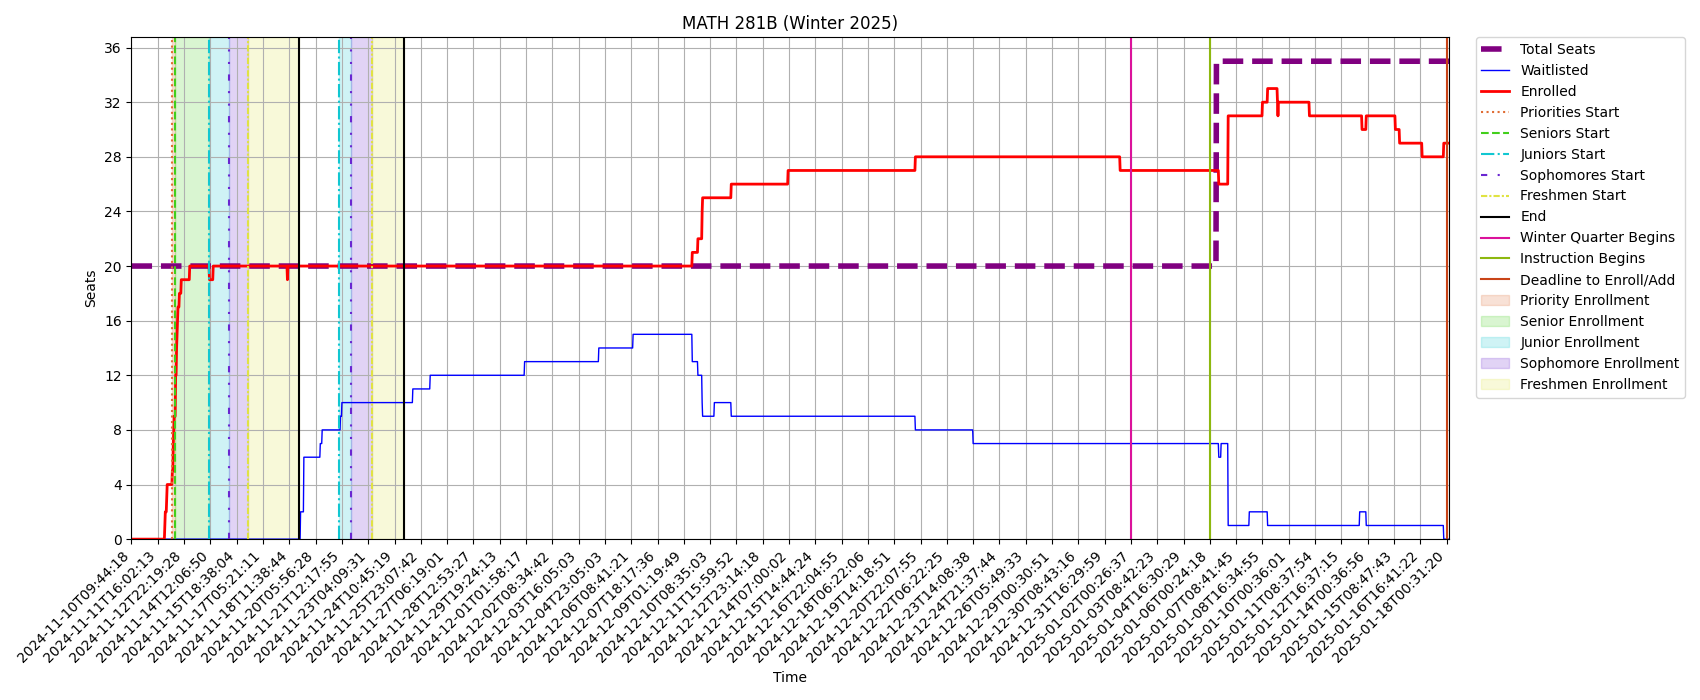 MATH 281B (Winter 2025)
Seats
36
32
28
24
20
16
12
8
4
0
2024-11-10T09:44:18
2024-11-11T16:02:13
2024-11-12T22:19:28
2024-11-14T12:06:50
2024-11-15T18:38:04
2024-11-17T05:21:11
2024-11-18T11:38:44
2024-11-20T05:56:28
2024-11-21T12:17:55
2024-11-23T04:09:31
2024-11-24T10:45:19
2024-11-25T23:07:42
2024-11-27T06:19:01
2024-11-28T12:53:27
2024-11-29T19:24:13
2024-12-01T01:58:17
2024-12-02T08:34:42
2024-12-03T16:05:03
2024-12-04T23:05:03
2024-12-06T08:41:21
2024-12-07T18:17:36
2024-12-09T01:19:49
2024-12-10T08:35:03
2024-12-11T15:59:52
2024-12-12T23:14:18
2024-12-14T07:00:02
2024-12-15T14:44:24
2024-12-16T22:04:55
2024-12-18T06:22:06
2024-12-19T14:18:51
2024-12-20T22:07:55
2024-12-22T06:22:25
2024-12-23T14:08:38
2024-12-24T21:37:44
2024-12-26T05:49:33
2024-12-29T00:30:51
2024-12-30T08:43:16
2024-12-31T16:29:59
2025-01-02T00:26:37
2025-01-03T08:42:23
2025-01-04T16:30:29
2025-01-06T00:24:18
2025-01-07T08:41:45
2025-01-08T16:34:55
2025-01-10T00:36:01
2025-01-11T08:37:54
2025-01-12T16:37:15
2025-01-14T00:36:56
2025-01-15T08:47:43
2025-01-16T16:41:22
2025-01-18T00:31:20
Time
Total Seats
Waitlisted
Enrolled
Priorities Start
Seniors Start
Juniors Start
Sophomores Start
Freshmen Start
End
Winter Quarter Begins
Instruction Begins
Deadline to Enroll/Add
Priority Enrollment
Senior Enrollment
Junior Enrollment
Sophomore Enrollment
Freshmen Enrollment